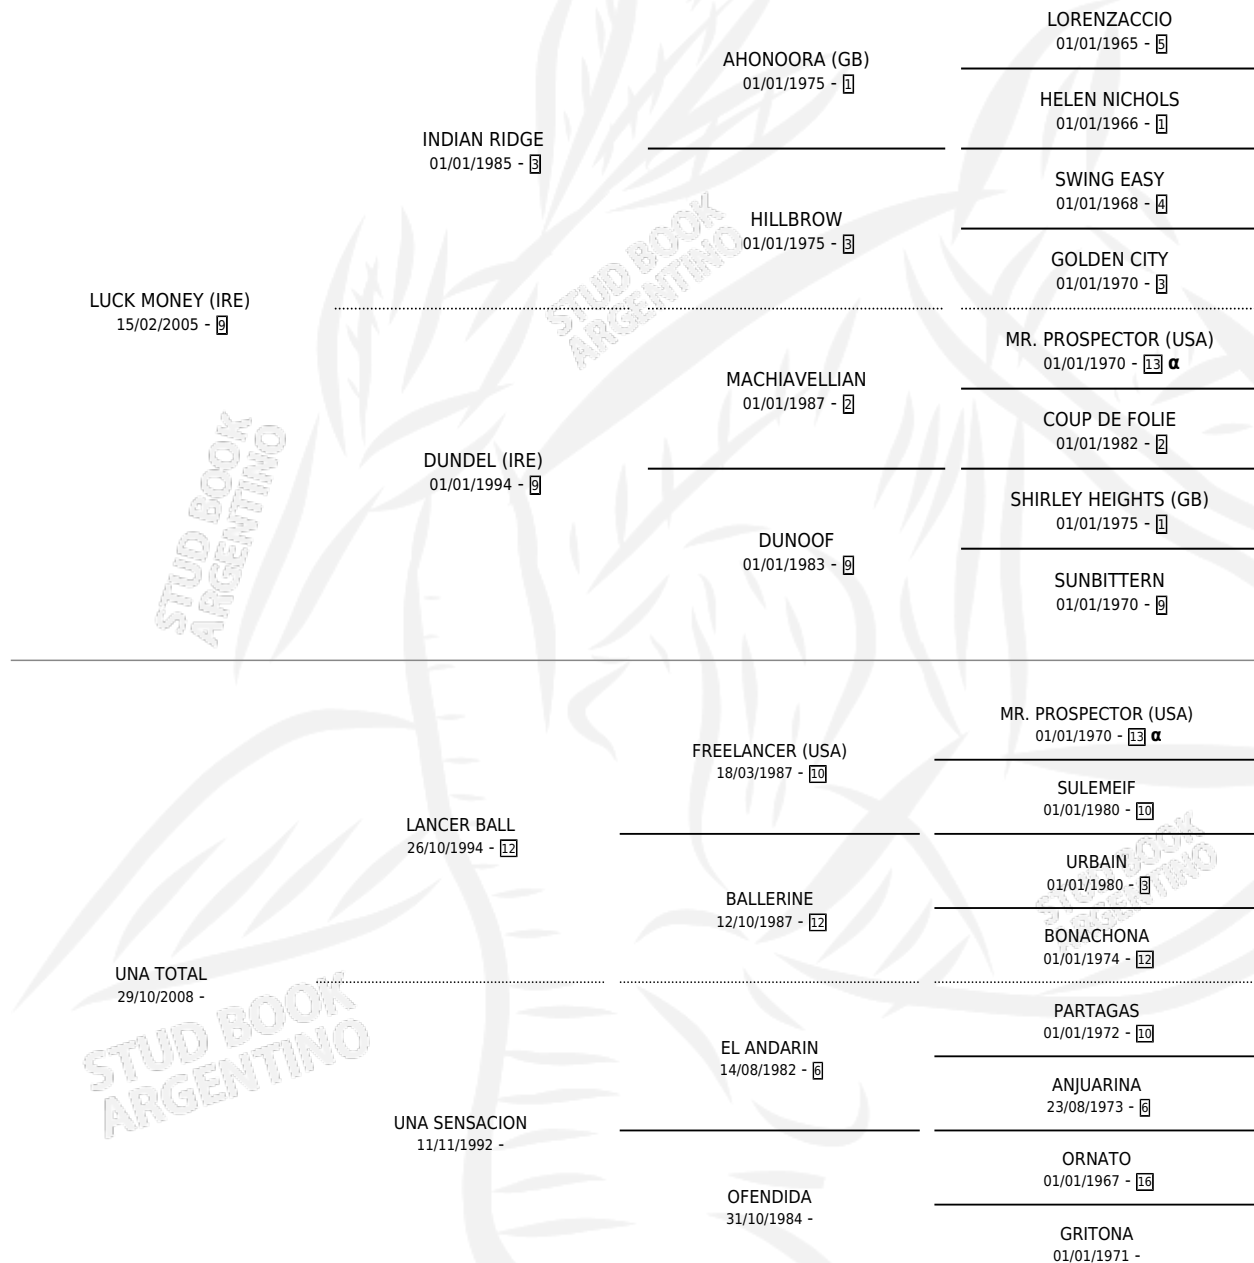 LUCK MONEY (IRE)
15/02/2005 - 9
INDIAN RIDGE
01/01/1985 - 3
AHONOORA (GB)
01/01/1975 - 1
LORENZACCIO
01/01/1965 - 5
HELEN NICHOLS
01/01/1966 - 1
HILLBROW
01/01/1975 - 3
SWING EASY
01/01/1968 - 4
GOLDEN CITY
01/01/1970 - 3
DUNDEL (IRE)
01/01/1994 - 9
MACHIAVELLIAN
01/01/1987 - 2
MR. PROSPECTOR (USA)
01/01/1970 - 13 α
COUP DE FOLIE
01/01/1982 - 2
DUNOOF
01/01/1983 - 9
SHIRLEY HEIGHTS (GB)
01/01/1975 - 1
SUNBITTERN
01/01/1970 - 9
UNA TOTAL
29/10/2008 -
LANCER BALL
26/10/1994 - 12
FREELANCER (USA)
18/03/1987 - 10
MR. PROSPECTOR (USA)
01/01/1970 - 13 α
SULEMEIF
01/01/1980 - 10
BALLERINE
12/10/1987 - 12
URBAIN
01/01/1980 - 3
BONACHONA
01/01/1974 - 12
UNA SENSACION
11/11/1992 -
EL ANDARIN
14/08/1982 - 6
PARTAGAS
01/01/1972 - 10
ANJUARINA
23/08/1973 - 6
OFENDIDA
31/10/1984 -
ORNATO
01/01/1967 - 16
GRITONA
01/01/1971 -
STUD BOOK
ARGENTINO
STUD BOOK
ARGENTINO
STUD BOOK
ARGENTINO
STUD BOOK
ARGENTINO